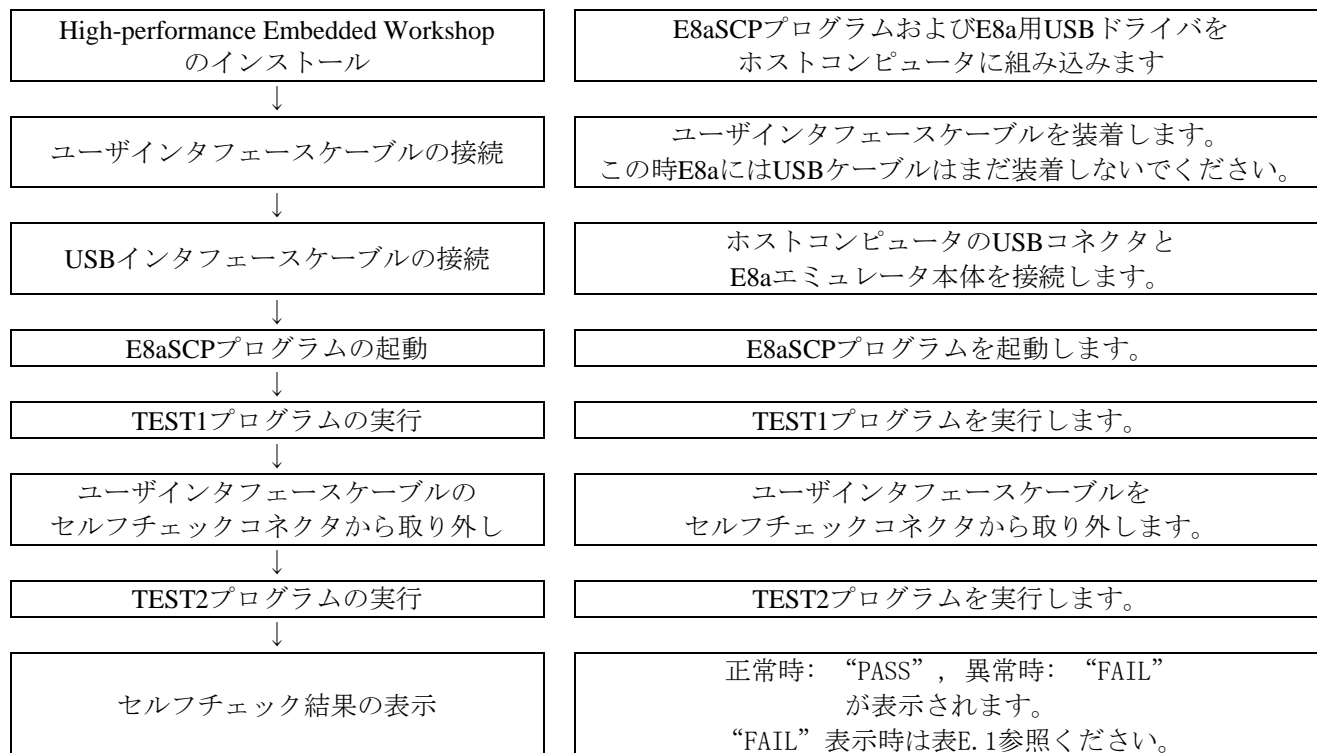 High-performance Embedded Workshop
のインストール
E8aSCPプログラムおよびE8a用USBドライバを
ホストコンピュータに組み込みます
↓
ユーザインタフェースケーブルの接続
ユーザインタフェースケーブルを装着します。
この時E8aにはUSBケーブルはまだ装着しないでください。
↓
USBインタフェースケーブルの接続
ホストコンピュータのUSBコネクタと
E8aエミュレータ本体を接続します。
↓
E8aSCPプログラムの起動
E8aSCPプログラムを起動します。
↓
TEST1プログラムの実行
TEST1プログラムを実行します。
↓
ユーザインタフェースケーブルの
セルフチェックコネクタから取り外し
ユーザインタフェースケーブルを
セルフチェックコネクタから取り外します。
↓
TEST2プログラムの実行
TEST2プログラムを実行します。
↓
セルフチェック結果の表示
正常時: “PASS”, 異常時: “FAIL”
が表示されます。
“FAIL”表示時は表E.1参照ください。